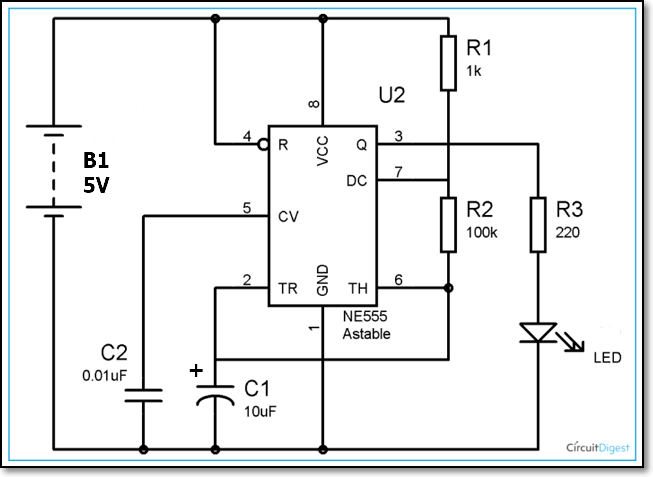 R1
1k
U2
8
4
R
VCC
Q
3
B1
5V
DC
7
5
CV
R2
100k
R3
220
2
TR
GND
TH
6
1
NE555
Astable
LED
C2
0.01uF
+
C1
10uF
CircuitDigest